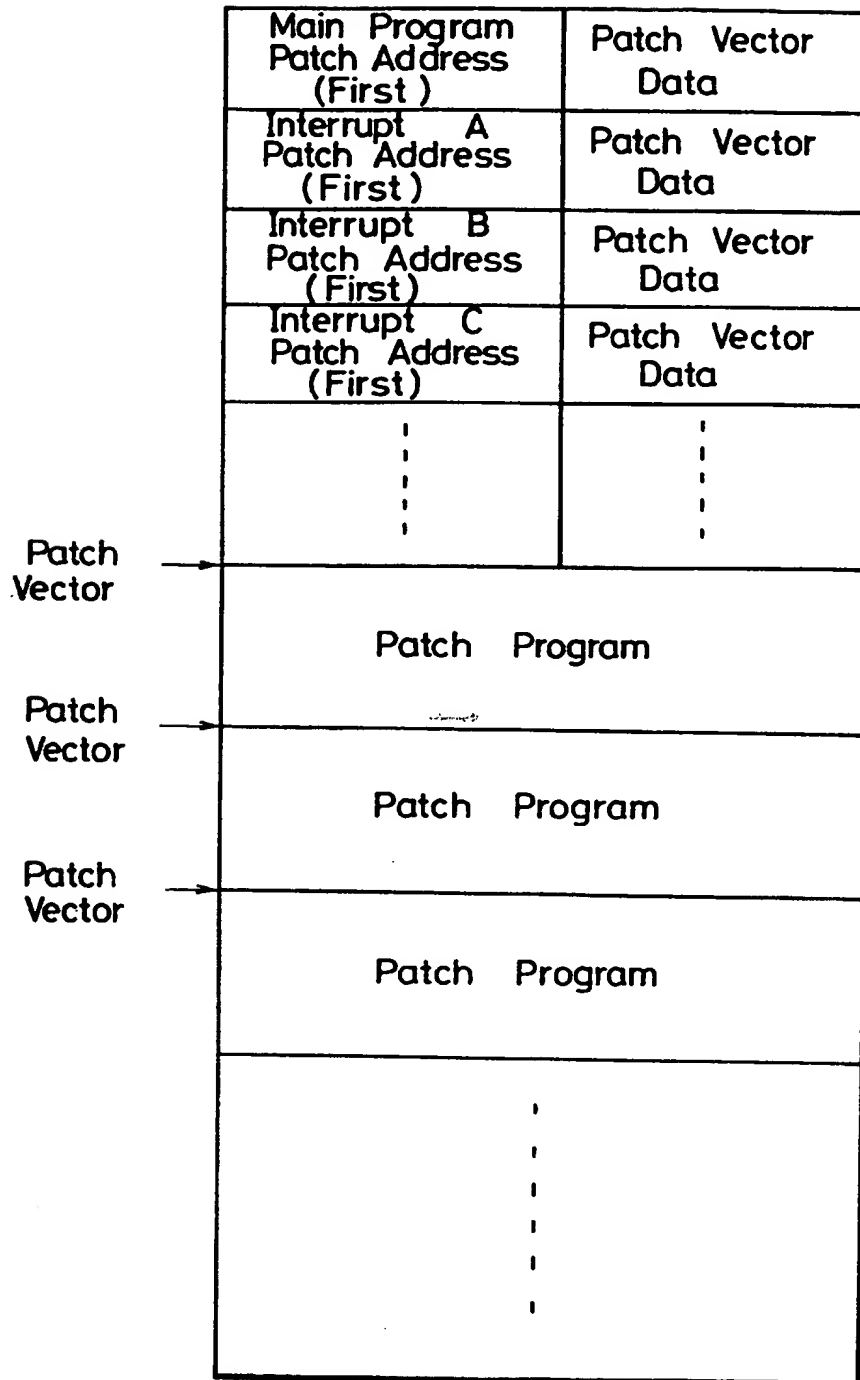 Main Program
Patch Address
(First)
Patch Vector
Data
Interrupt A
Patch Address
(First)
Patch Vector
Data
Interrupt B
Patch Address
(First)
Patch Vector
Data
Interrupt C
Patch Address
(First)
Patch Vector
Data
Patch
Vector
Patch Program
Patch
Vector
Patch Program
Patch
Vector
Patch Program